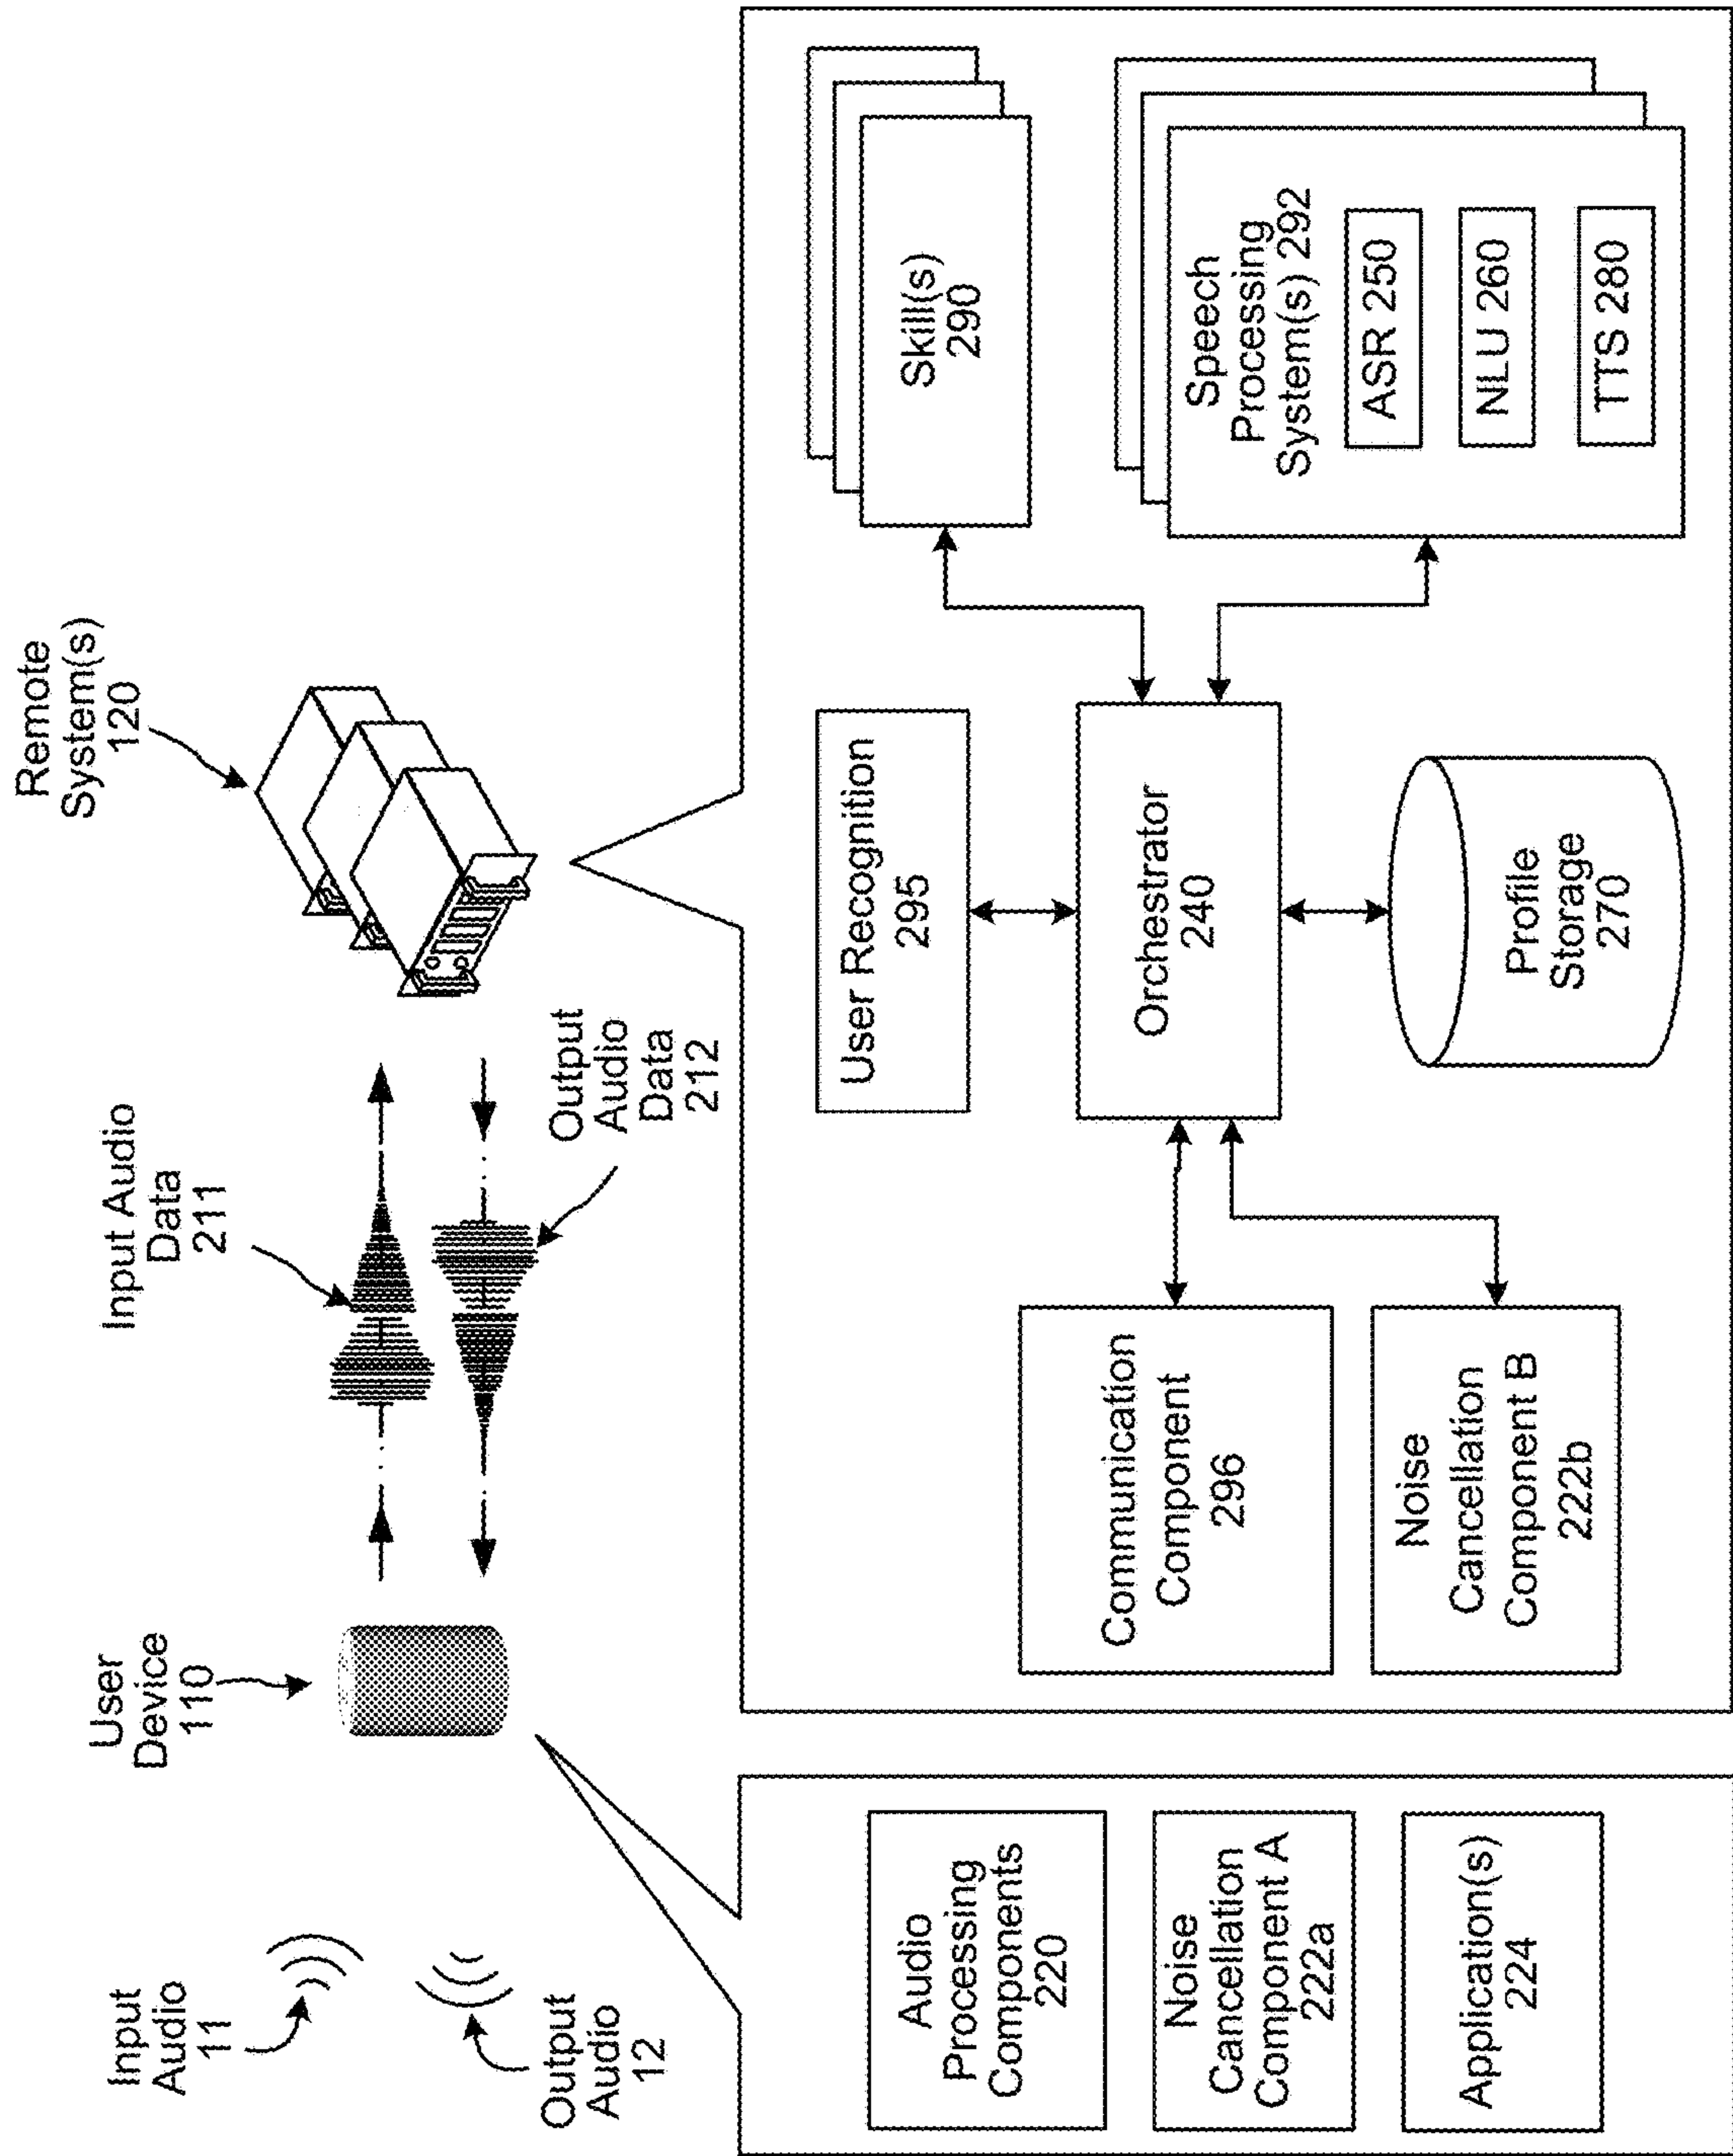 Input
Audio
11
Output
Audio
12
User
Device
110
Input Audio
Data
211
Output
Audio
Data
212
Remote
System(s)
120
Audio
Processing
Components
220
Noise
Cancellation
Component A
222a
Application(s)
224
Communication
Component
296
Noise
Cancellation
Component B
222b
User Recognition
295
Orchestrator
240
Profile
Storage
270
Skill(s)
290
Speech
Processing
System(s) 292
ASR 250
NLU 260
TTS 280